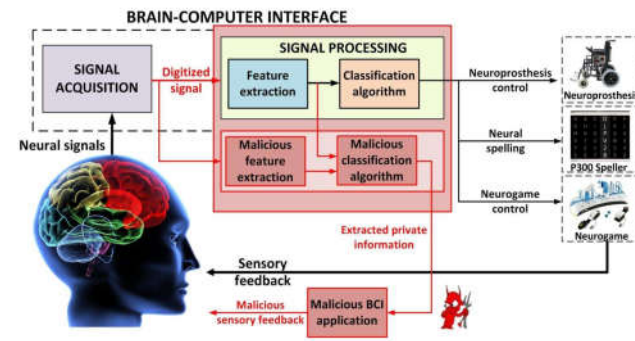 BRAIN-COMPUTER INTERFACE
SIGNAL PROCESSING
SIGNAL
ACQUISITION
Digitized
signal
Feature
extraction
Classification
algorithm
Neuroprosthesis
control
Neuroprosthesis
Neural signals
Malicious
feature
extraction
Malicious
classification
algorithm
Neural
spelling
P300 Speller
Neurogame
control
Neurogame
Extracted private
information
Sensory
feedback
Malicious
sensory feedback
Malicious BCI
application